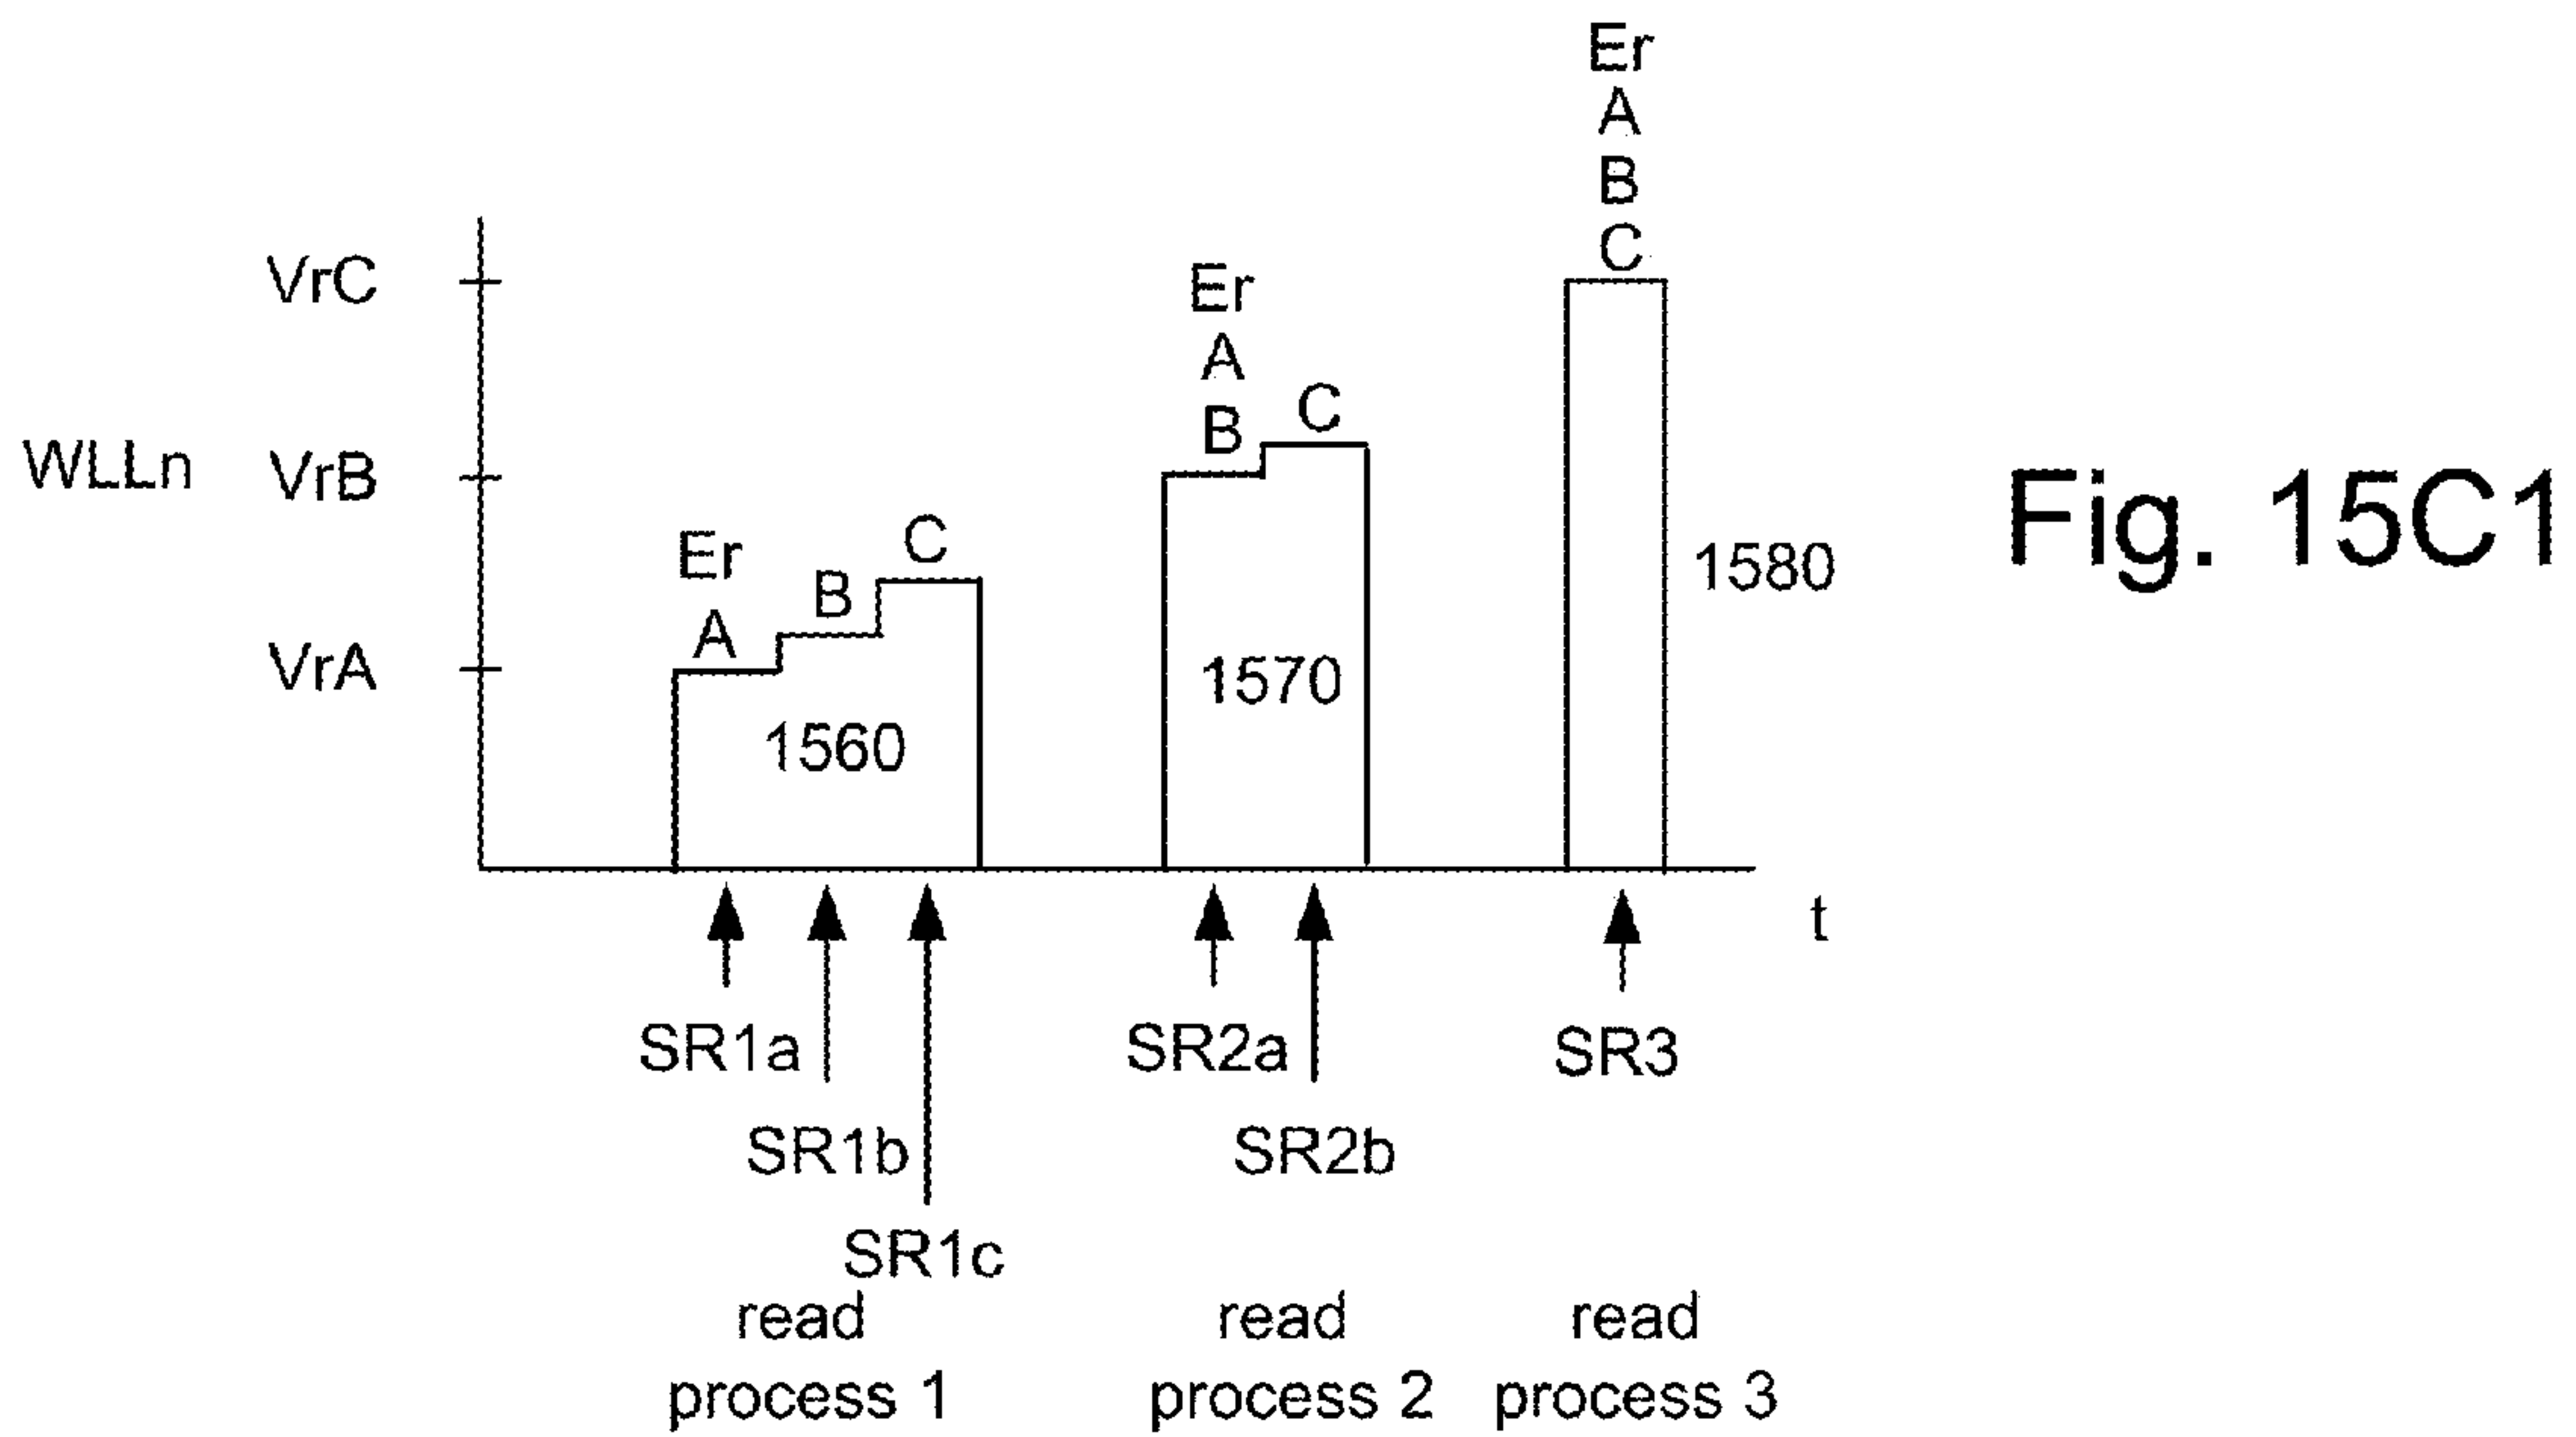 Er
A
B
C
VrC
Er
A
B
C
WLLn
VrB
Er
A
B
C
VrA
1560
1570
1580
Fig. 15C1
t
SR1a
SR1b
SR1c
SR2a
SR2b
SR3
read
process 1
read
process 2
read
process 3